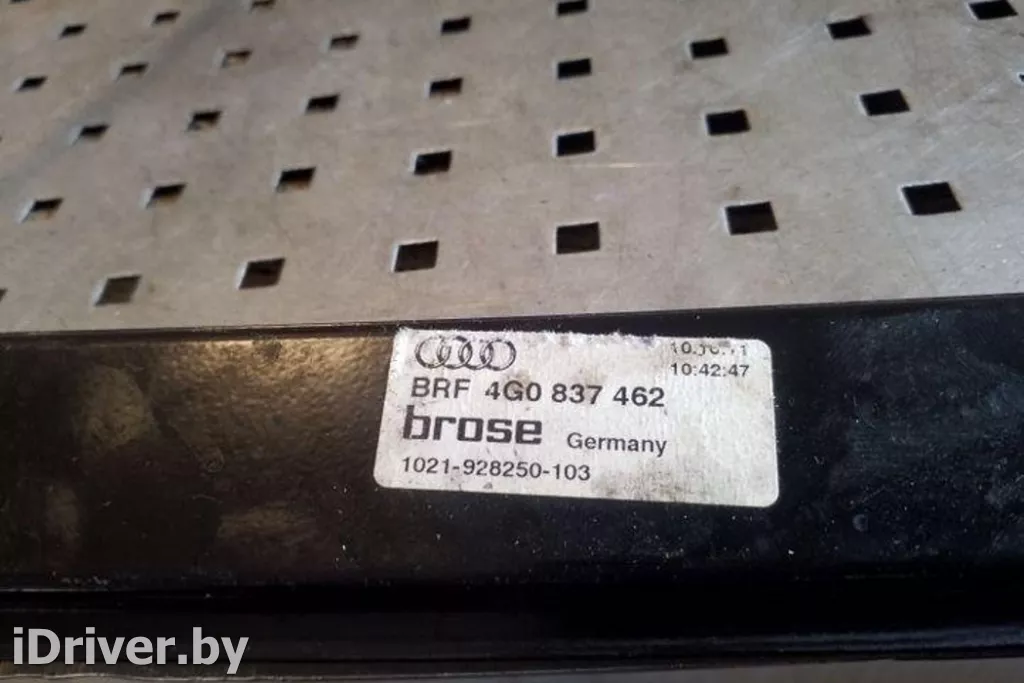 10:42:47
BRF 4G0 837 462
brose Germany
1021-928250-103
iDriver.by